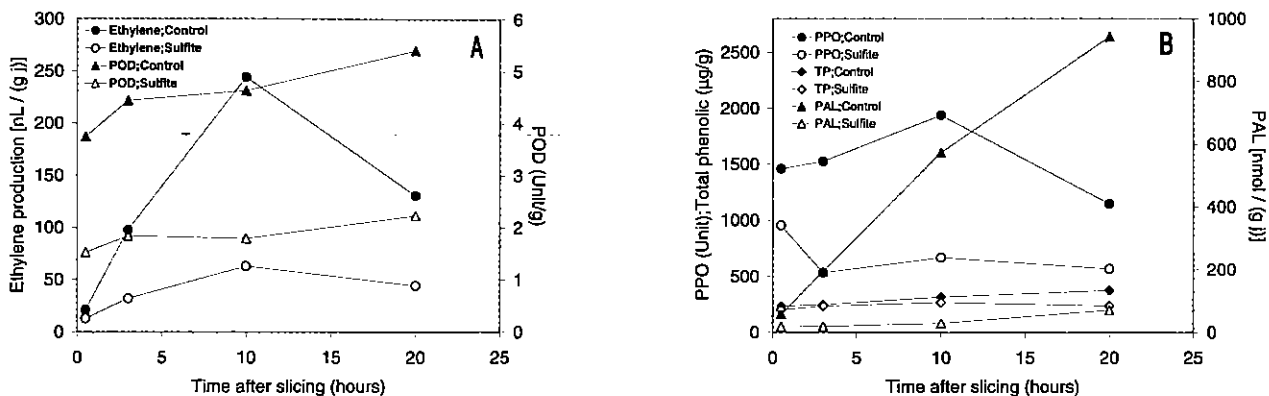 A
Ethylene;Control
Ethylene;Sulfite
POD;Control
POD;Sulfite
300
250
200
150
100
50
0
6
5
4
3
2
1
0
0 5 10 15 20 25
Ethylene production [nL / (g j)]
POD (Unit/g)
Time after slicing (hours)
B
PPO;Control
PPO;Sulfite
TP;Control
TP;Sulfite
PAL;Control
PAL;Sulfite
2500
2000
1500
1000
500
0
1000
800
600
400
200
0
0 5 10 15 20 25
PPO (Unit);Total phenolic (µg/g)
PAL [nmol / (g j)]
Time after slicing (hours)